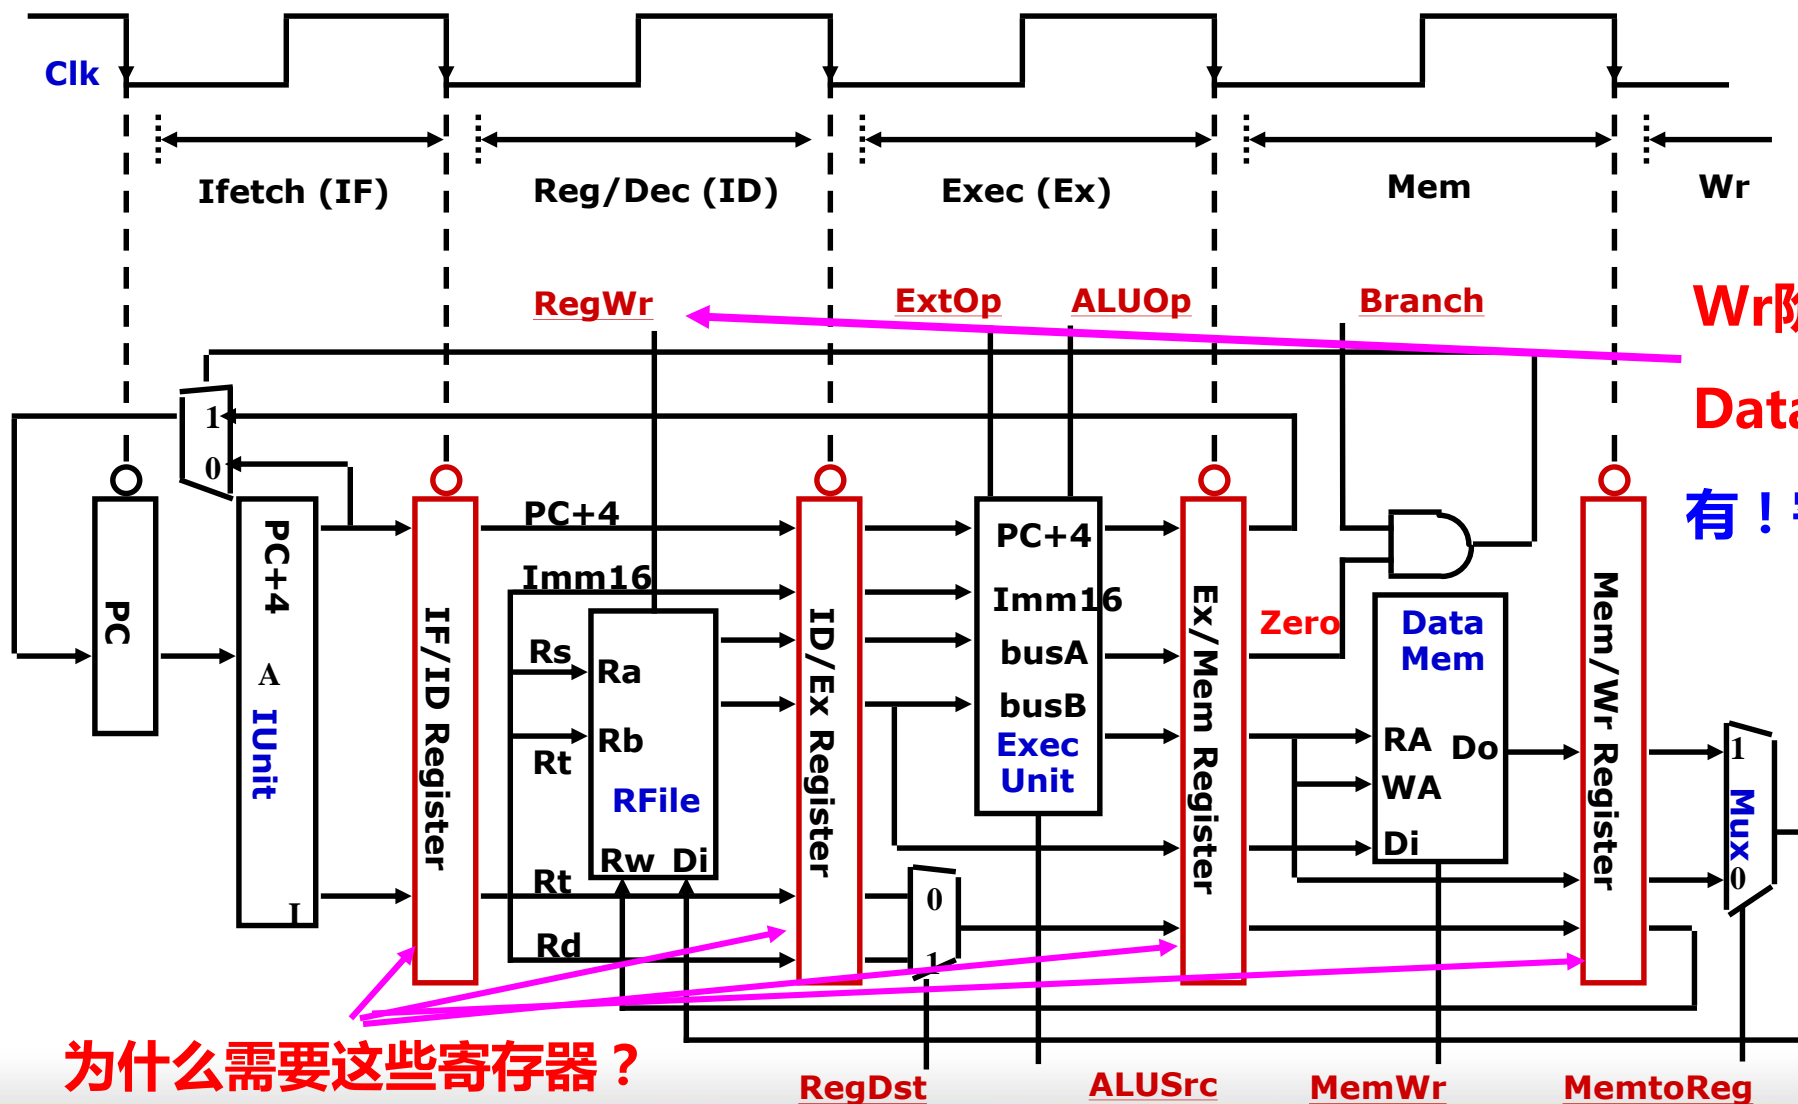 Clk
Ifetch (IF)
Reg/Dec (ID)
Exec (Ex)
Mem
Wr
RegWr
ExtOp
ALUOp
Branch
Wr阶
Data
有！
1
0
PC
PC+4
A
IUnit
I
IF/ID Register
PC+4
Imm16
Rs
Ra
Rb
Rt
RFile
Rw Di
Rt
Rd
ID/Ex Register
0
1
PC+4
Imm16
busA
busB
Exec
Unit
Ex/Mem Register
Zero
Data
Mem
RA
Do
WA
Di
Mem/Wr Register
1
Mux
0
为什么需要这些寄存器？
RegDst
ALUSrc
MemWr
MemtoReg